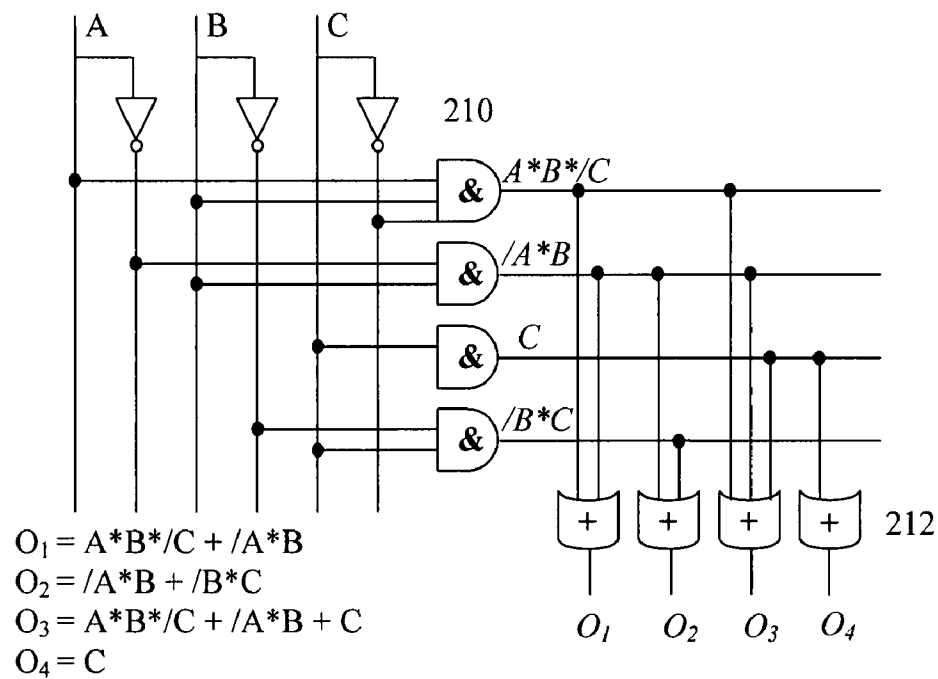 A B C
210
& A*B*/C
& /A*B
& C
& /B*C
+ + + + 212
O1 O2 O3 O4
O1 = A*B*/C + /A*B
O2 = /A*B + /B*C
O3 = A*B*/C + /A*B + C
O4 = C